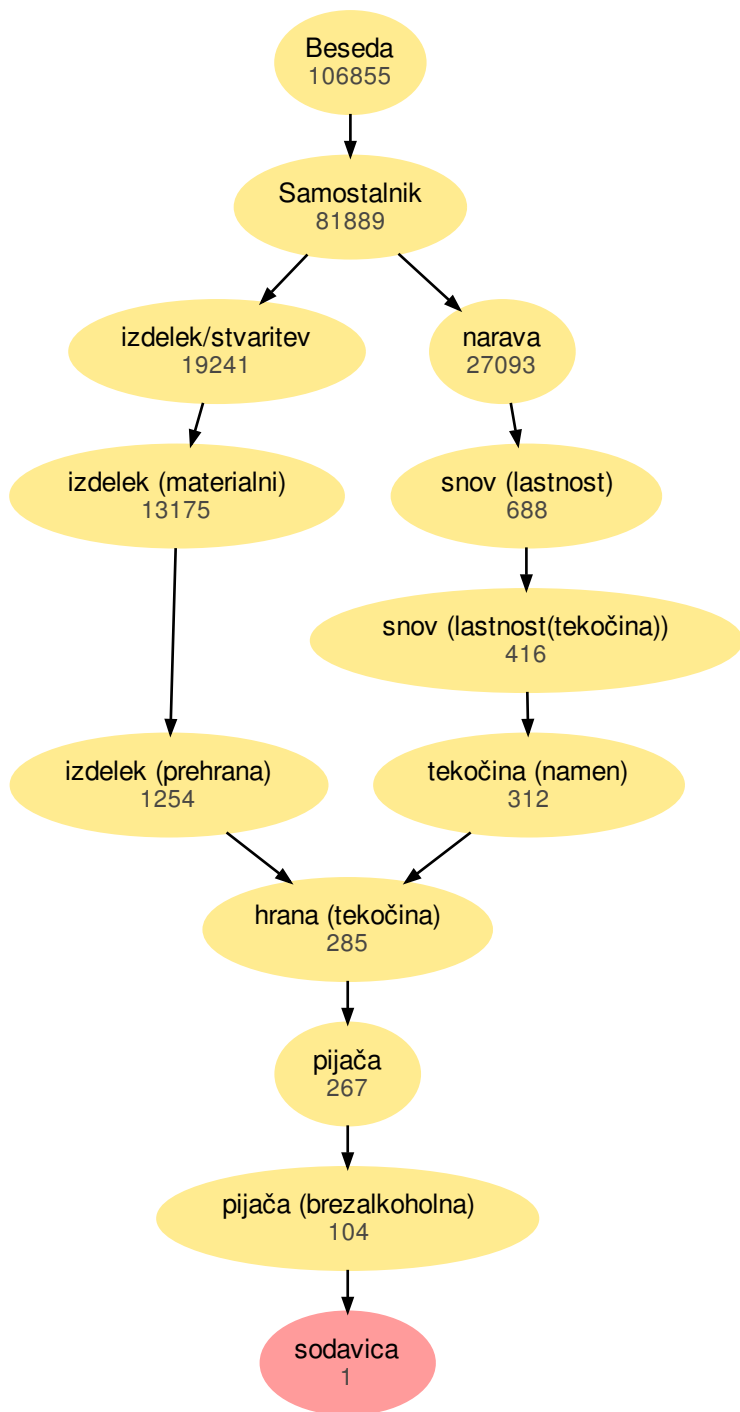 Beseda
106855
Samostalnik
81889
izdelek/stvaritev
19241
narava
27093
izdelek (materialni)
13175
snov (lastnost)
688
snov (lastnost(tekočina))
416
izdelek (prehrana)
1254
tekočina (namen)
312
hrana (tekočina)
285
pijača
267
pijača (brezalkoholna)
104
sodavica
1